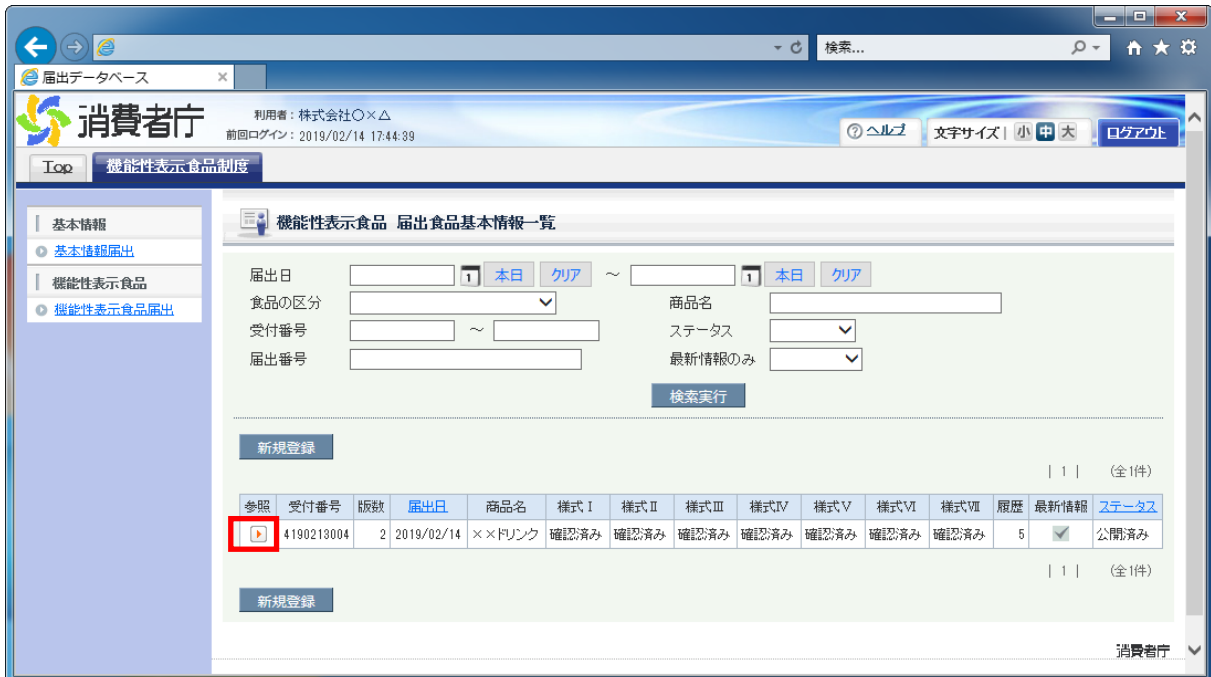 検索...
届出データベース
消費者庁
利用者：株式会社○×△
前回ログイン：2019/02/14 17:44:39
ヘルプ 文字サイズ | 小 中 大 ログアウト
Top 機能性表示食品制度
基本情報
基本情報届出
機能性表示食品
機能性表示食品届出
機能性表示食品 届出食品基本情報一覧
届出日 1 本日 クリア ～ 1 本日 クリア
食品の区分 商品名
受付番号 ～ ステータス
届出番号 最新情報のみ
検索実行
新規登録
| 1 | (全1件)
参照 受付番号 版数 届出日 商品名 様式Ⅰ 様式Ⅱ 様式Ⅲ 様式Ⅳ 様式Ⅴ 様式Ⅵ 様式Ⅶ 履歴 最新情報 ステータス
4190213004 2 2019/02/14 ××ドリンク 確認済み 確認済み 確認済み 確認済み 確認済み 確認済み 確認済み 5 公開済み
| 1 | (全1件)
新規登録
消費者庁